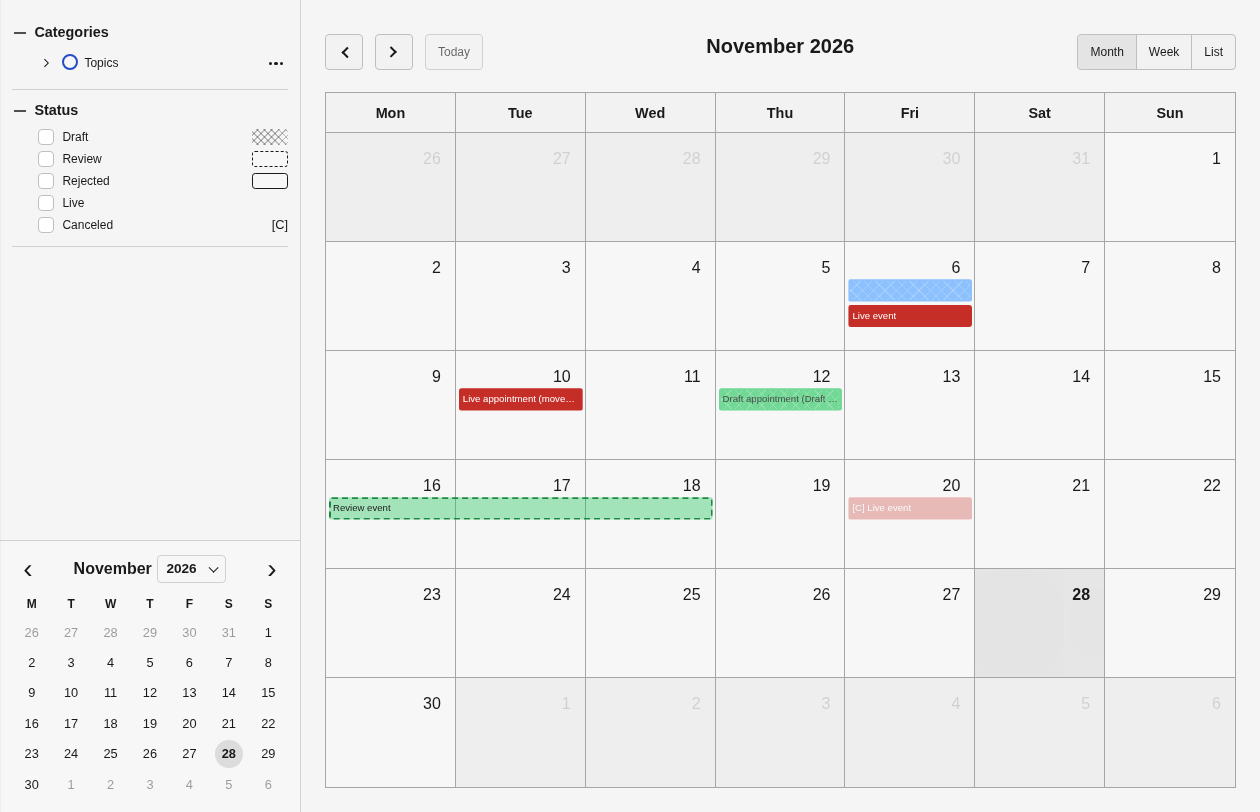 Categories
Topics
Status
Draft
Review
Rejected
Live
Canceled [C]
November 2026
M T W T F S S
26 27 28 29 30 31 1
2 3 4 5 6 7 8
9 10 11 12 13 14 15
16 17 18 19 20 21 22
23 24 25 26 27 28 29
30 1 2 3 4 5 6
Today
November 2026
Month Week List
Mon Tue Wed Thu Fri Sat Sun
26 27 28 29 30 31 1
2 3 4 5 6 7 8
Live event
9 10 11 12 13 14 15
Live appointment (move… Draft appointment (Draft …
16 17 18 19 20 21 22
Review event [C] Live event
23 24 25 26 27 28 29
30 1 2 3 4 5 6